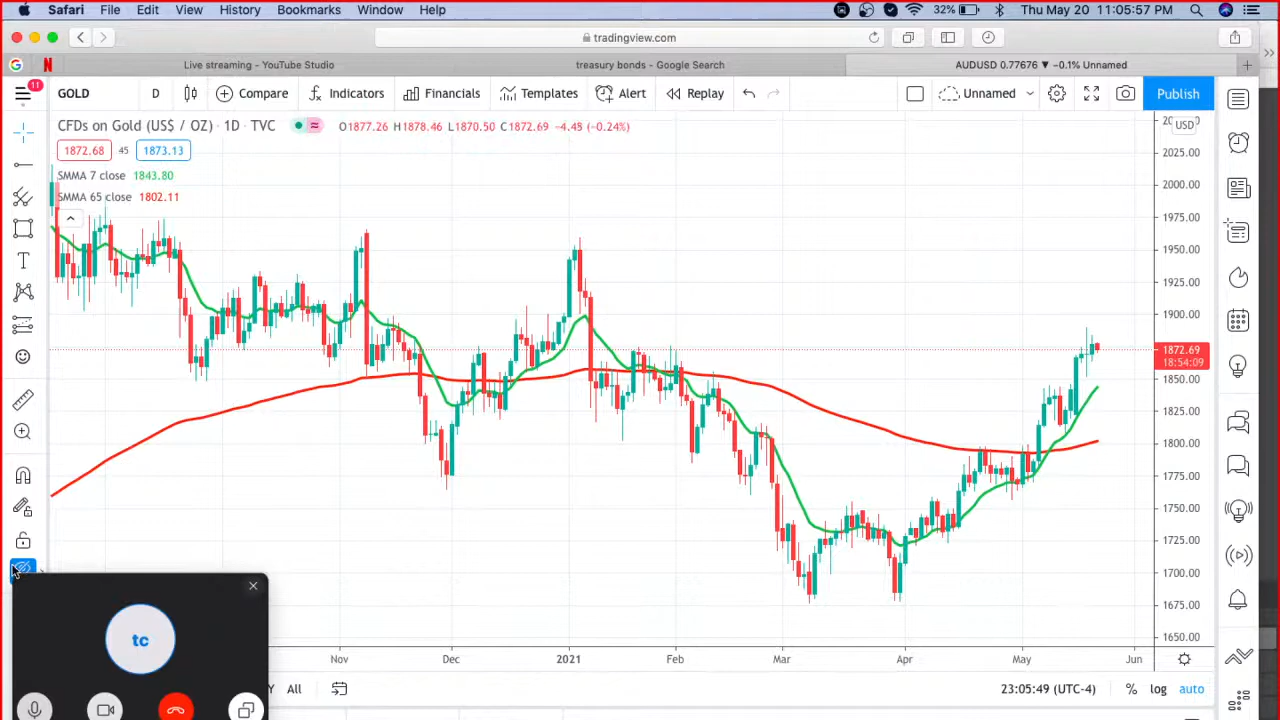 Safari File Edit View History Bookmarks Window Help 32% Thu May 20 11:05:57 PM
tradingview.com
Live streaming - YouTube Studio treasury bonds - Google Search AUDUSD 0.77676 ▼ −0.1% Unnamed
11 GOLD D Compare Indicators Financials Templates Alert Replay Unnamed Publish
CFDs on Gold (US$ / OZ) · 1D · TVC O1877.26 H1878.46 L1870.50 C1872.69 −4.48 (−0.24%) USD
1872.68 45 1873.13
SMMA 7 close 1843.80
SMMA 65 close 1802.11
2025.00
2000.00
1975.00
1950.00
1925.00
1900.00
1872.69
18:54:09
1850.00
1825.00
1800.00
1775.00
1750.00
1725.00
1700.00
1675.00
1650.00
tc
Nov Dec 2021 Feb Mar Apr May Jun
All 23:05:49 (UTC-4) % log auto